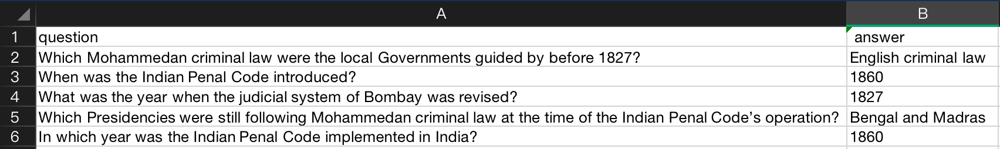 A B
1 question answer
2 Which Mohammedan criminal law were the local Governments guided by before 1827? English criminal law
3 When was the Indian Penal Code introduced? 1860
4 What was the year when the judicial system of Bombay was revised? 1827
5 Which Presidencies were still following Mohammedan criminal law at the time of the Indian Penal Code’s operation? Bengal and Madras
6 In which year was the Indian Penal Code implemented in India? 1860